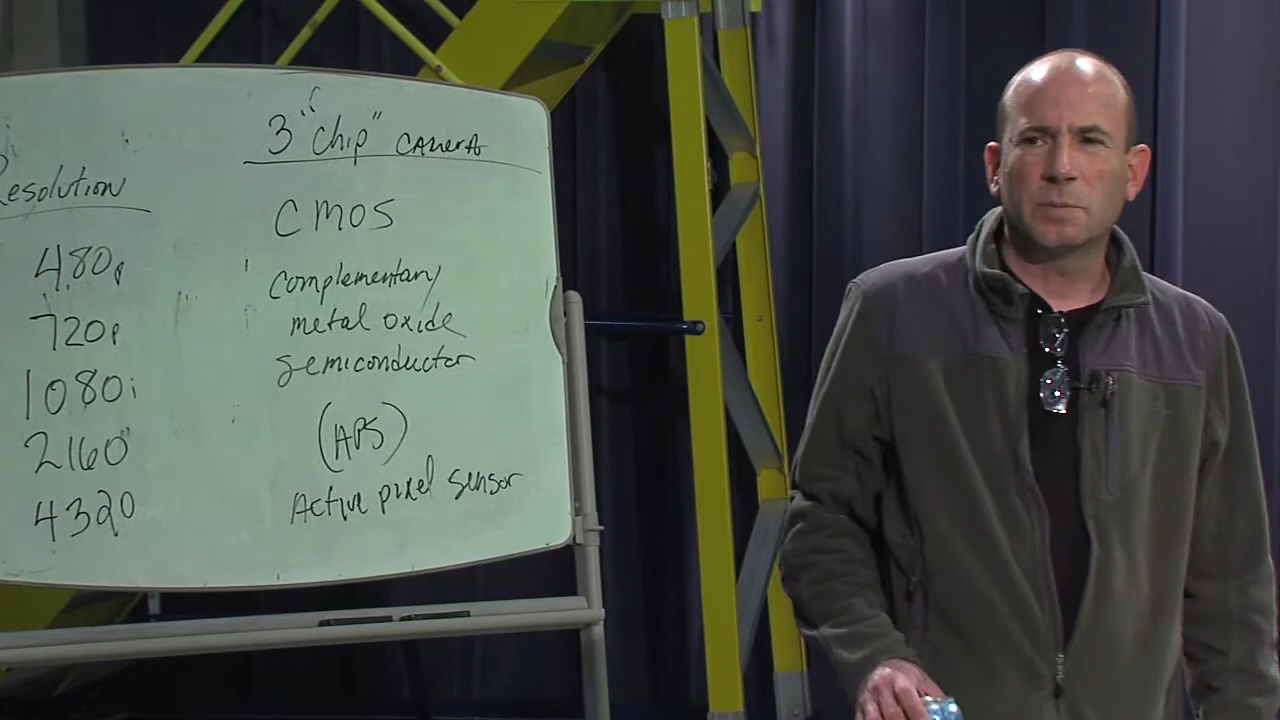 Resolution
480p
720p
1080i
2160
4320
3 "Chip" CAMERA
CMOS
Complementary
metal oxide
semiconductor
(APS)
Active pixel sensor